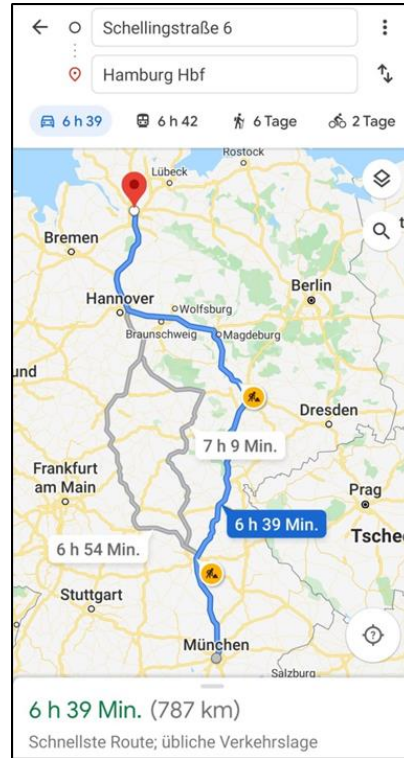 Schellingstraße 6
Hamburg Hbf
6 h 39
6 h 42
6 Tage
2 Tage
Rostock
Lübeck
Bremen
Hannover
Wolfsburg
Berlin
Braunschweig
Magdeburg
und
7 h 9 Min.
Dresden
Frankfurt
am Main
Prag
6 h 39 Min.
Tschec
6 h 54 Min.
Stuttgart
München
Salzburg
6 h 39 Min. (787 km)
Schnellste Route; übliche Verkehrslage